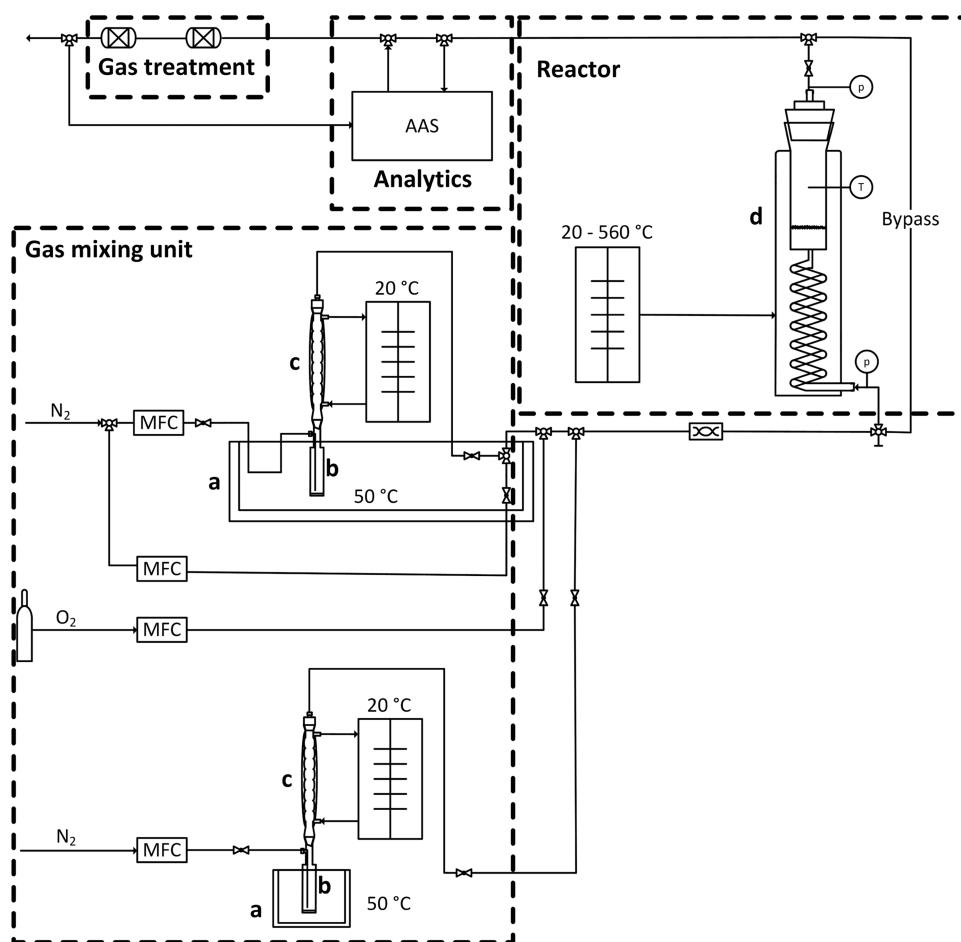 Gas treatment
AAS
Analytics
Reactor
p
T
d
Bypass
20 - 560 °C
p
Gas mixing unit
20 °C
c
N₂
MFC
b
a
50 °C
MFC
O₂
MFC
20 °C
c
N₂
MFC
b
a
50 °C